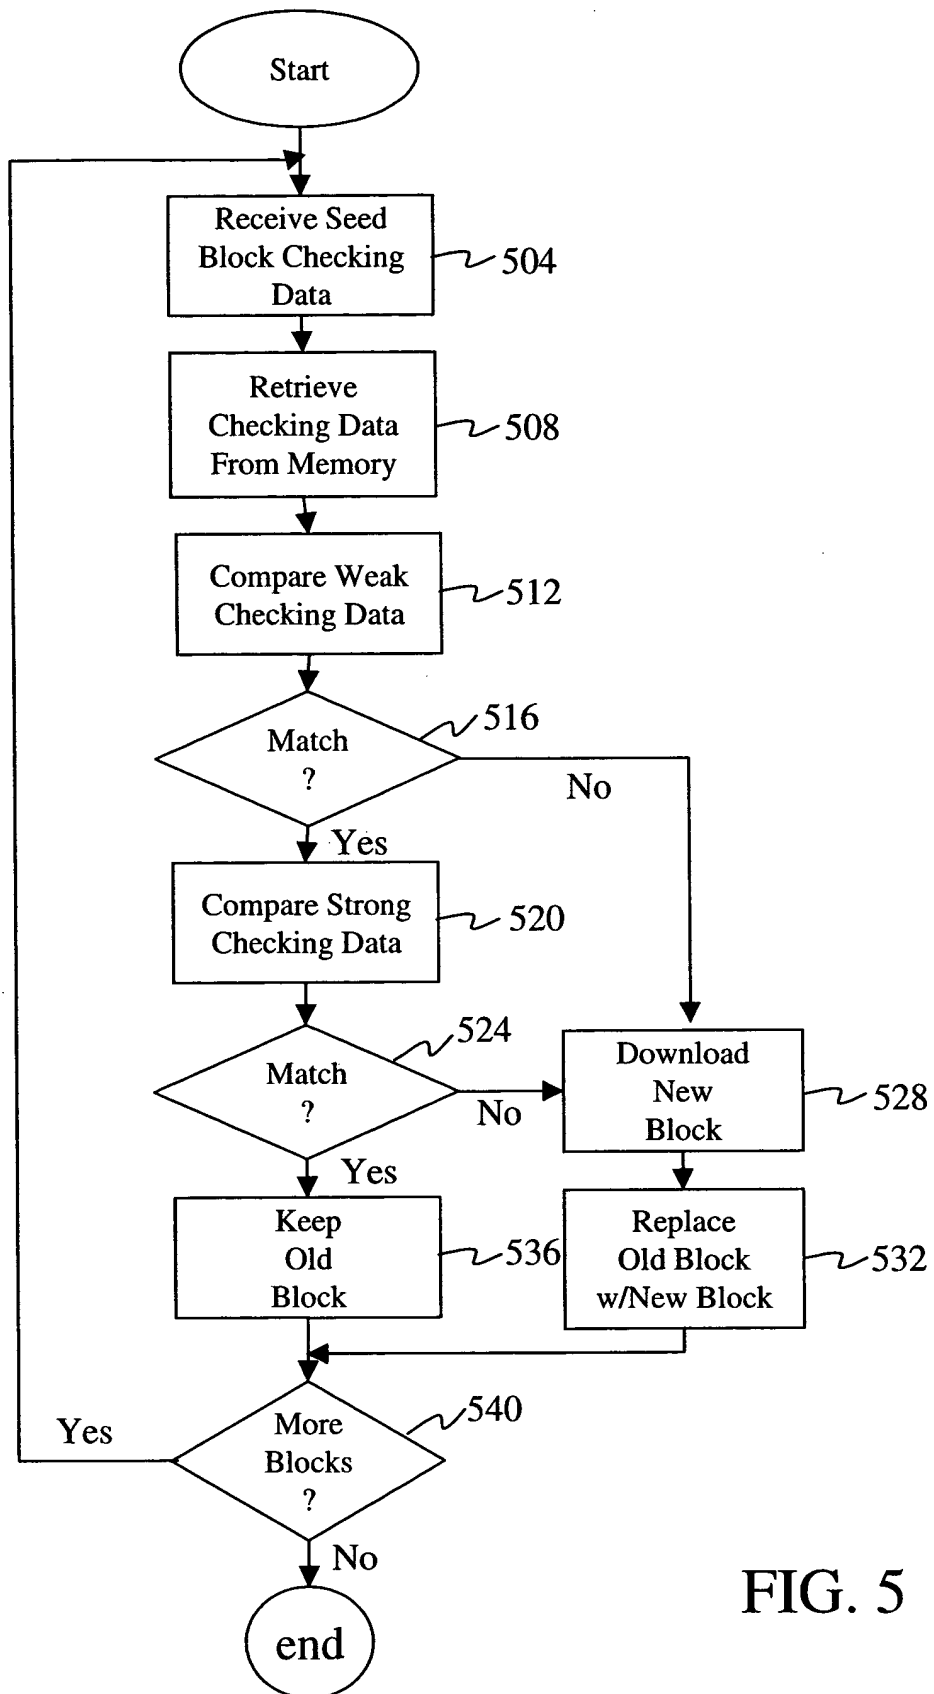 Start
Receive Seed
Block Checking
Data
504
Retrieve
Checking Data
From Memory
508
Compare Weak
Checking Data
512
Match
?
516
No
Yes
Compare Strong
Checking Data
520
Match
?
524
No
Yes
Download
New
Block
528
Keep
Old
Block
536
Replace
Old Block
w/New Block
532
More
Blocks
?
540
Yes
No
end
FIG. 5